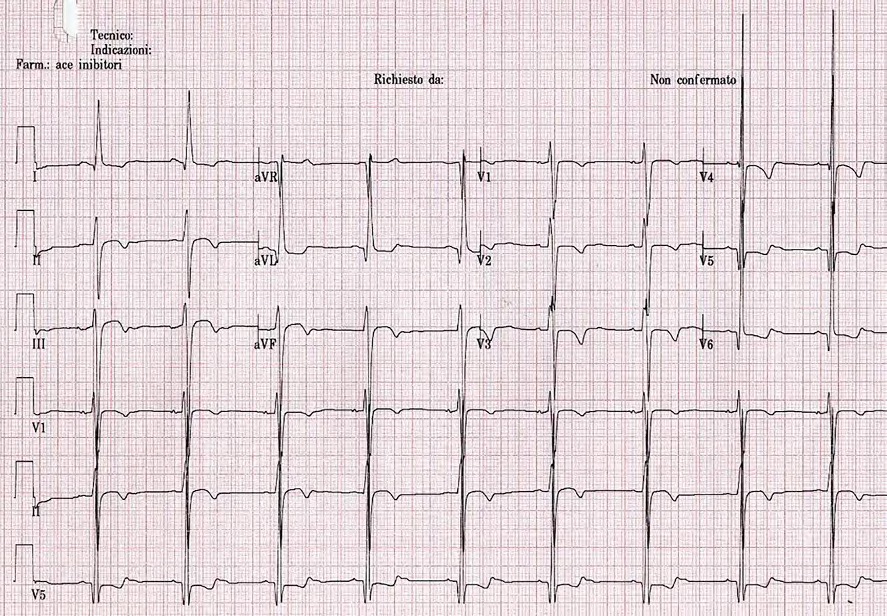 Tecnico:
Indicazioni:
Farm.: ace inibitori
Richiesto da:
Non confermato
I
aVR
V1
V4
II
aVL
V2
V5
III
aVF
V3
V6
V1
II
V5